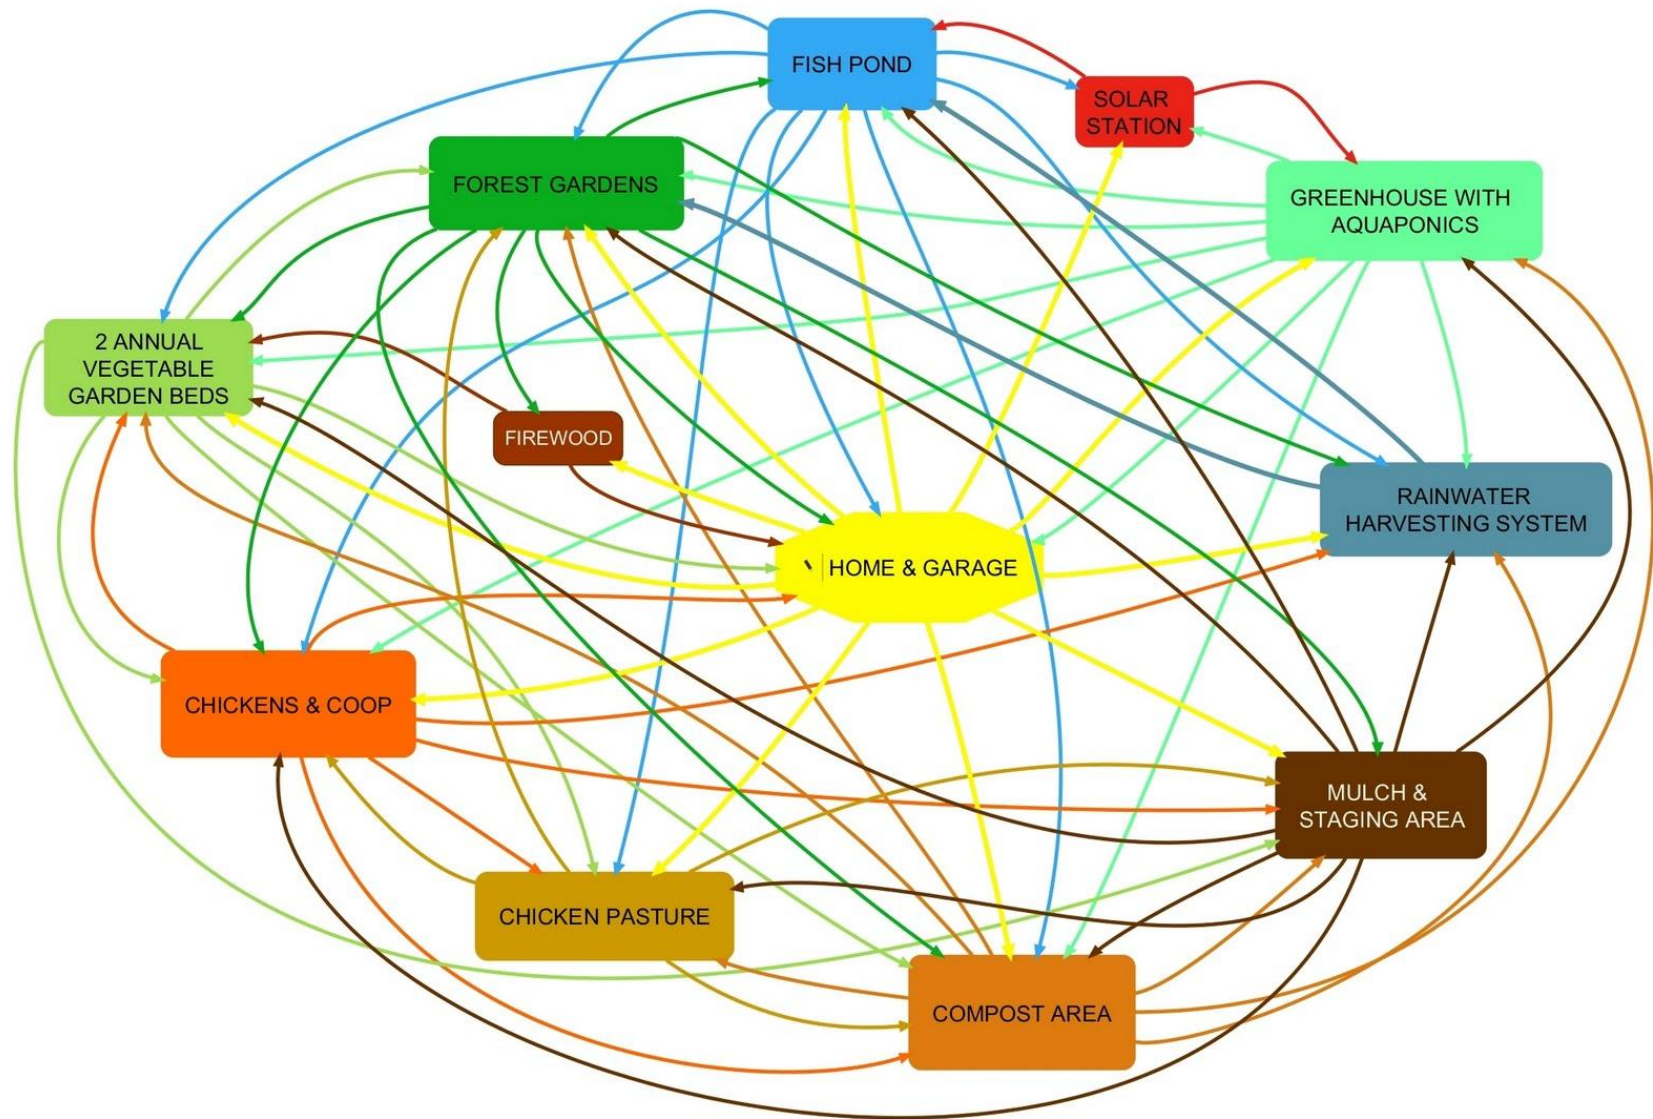 FISH POND
SOLAR
STATION
FOREST GARDENS
GREENHOUSE WITH
AQUAPONICS
2 ANNUAL
VEGETABLE
GARDEN BEDS
FIREWOOD
RAINWATER
HARVESTING SYSTEM
HOME & GARAGE
CHICKENS & COOP
MULCH &
STAGING AREA
CHICKEN PASTURE
COMPOST AREA